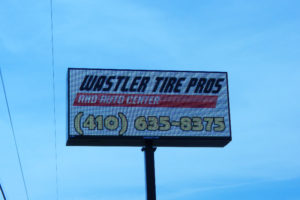 WASTLER TIRE PROS
AND AUTO CENTER
(410) 635-8375